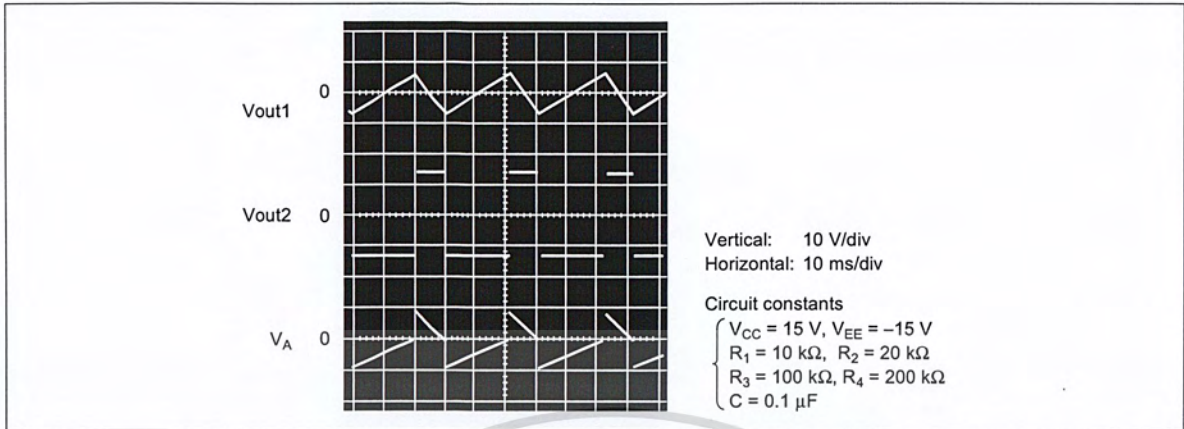 Vout1 0
Vout2 0
V_A 0
Vertical: 10 V/div
Horizontal: 10 ms/div
Circuit constants
V_CC = 15 V, V_EE = –15 V
R_1 = 10 kΩ, R_2 = 20 kΩ
R_3 = 100 kΩ, R_4 = 200 kΩ
C = 0.1 μF